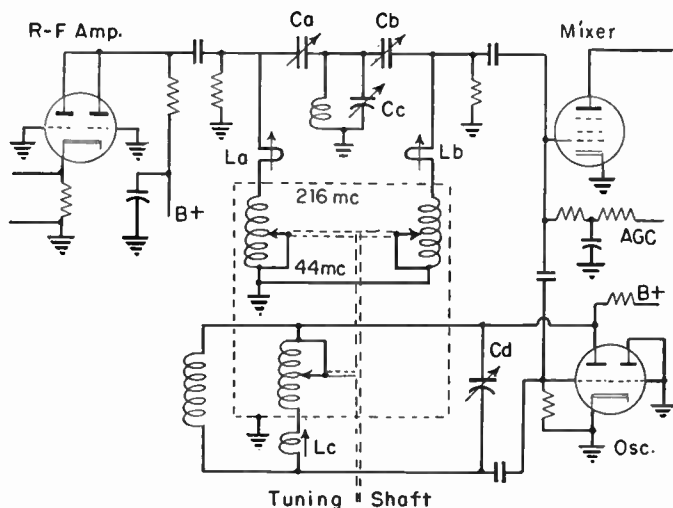 R-F Amp.
Ca
Cb
Mixer
Cc
La
Lb
B+
216 mc
44mc
AGC
B+
Cd
Lc
Osc.
Tuning Shaft